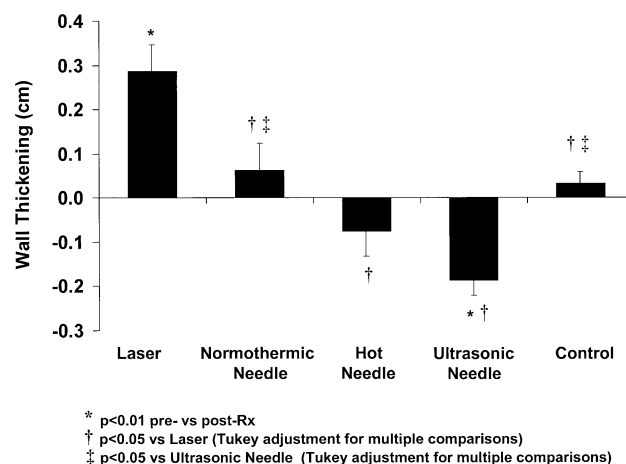 0.4
0.3
0.2
0.1
0.0
-0.1
-0.2
-0.3
Wall Thickening (cm)
*
† ‡
†
* †
† ‡
Laser
Normothermic
Needle
Hot
Needle
Ultrasonic
Needle
Control
* p<0.01 pre- vs post-Rx
† p<0.05 vs Laser (Tukey adjustment for multiple comparisons)
‡ p<0.05 vs Ultrasonic Needle (Tukey adjustment for multiple comparisons)